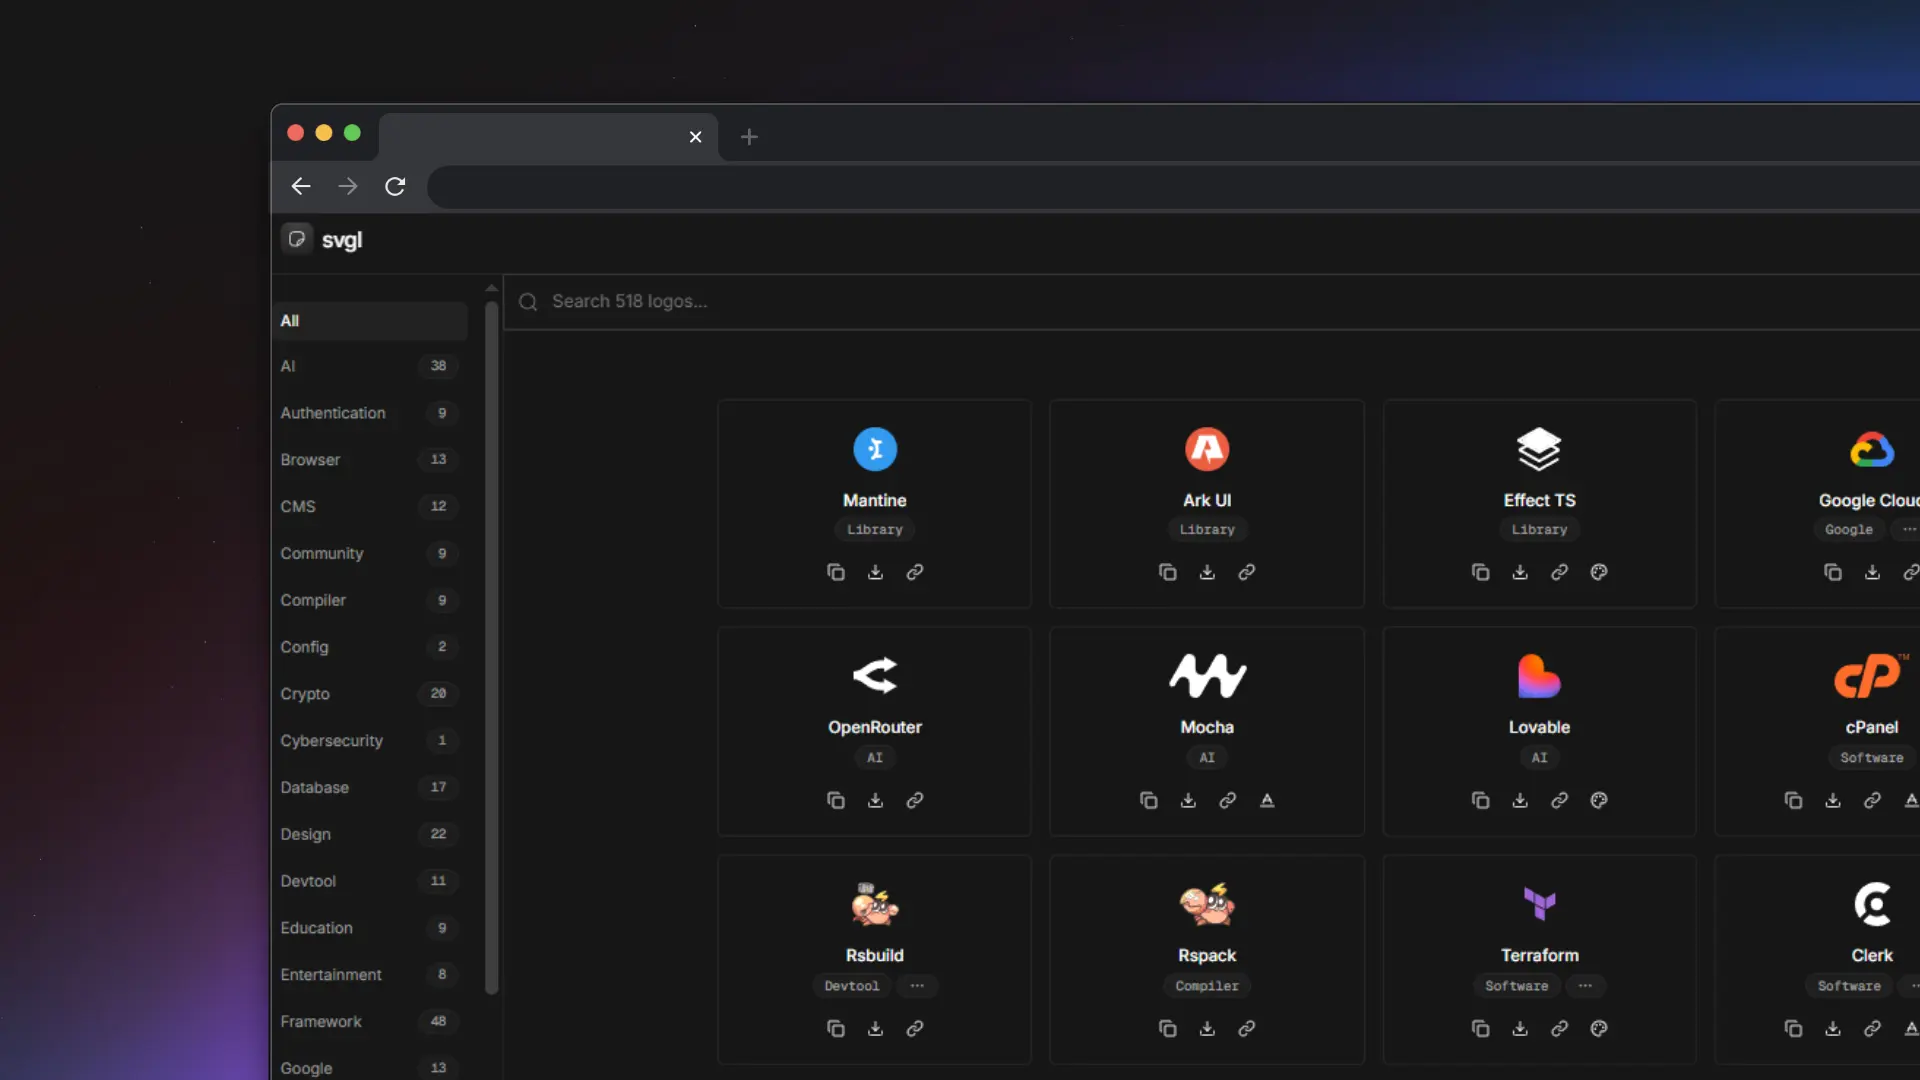 svgl
Search 518 logos...
All
AI 38
Authentication 9
Browser 13
CMS 12
Community 9
Compiler 9
Config 2
Crypto 20
Cybersecurity 1
Database 17
Design 22
Devtool 11
Education 9
Entertainment 8
Framework 48
Google 13
Mantine
Library
Ark UI
Library
Effect TS
Library
Google Cloud
Google ...
OpenRouter
AI
Mocha
AI
Lovable
AI
cP™
cPanel
Software
Rsbuild
Devtool ...
Rspack
Compiler
Terraform
Software ...
Clerk
Software ...